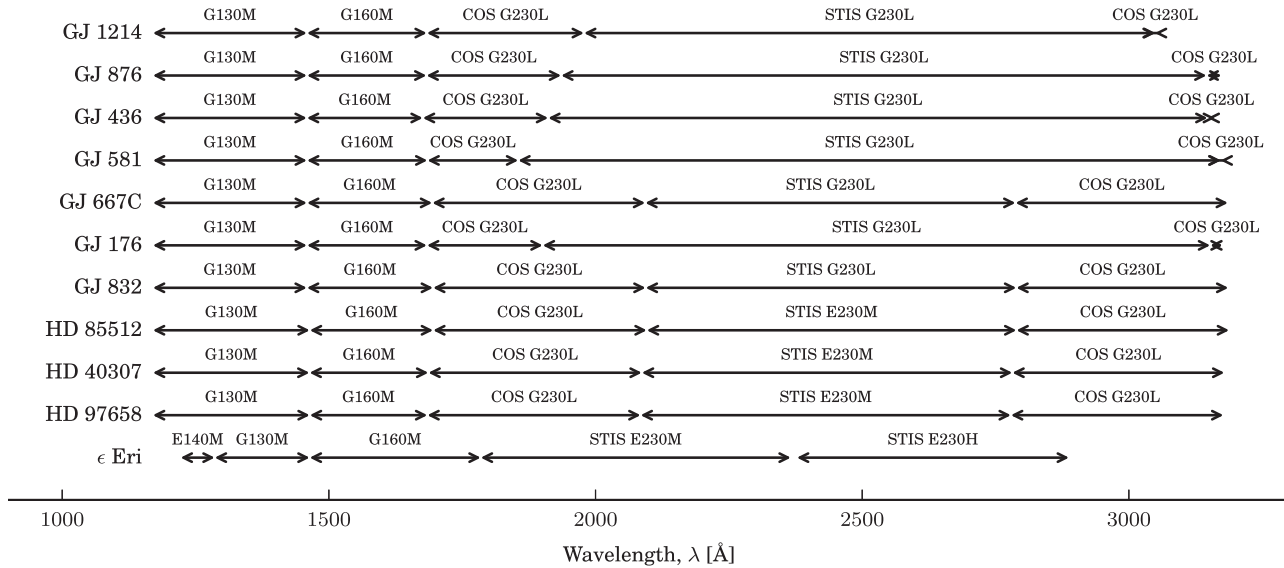 G130M G160M COS G230L STIS G230L COS G230L
GJ 1214
G130M G160M COS G230L STIS G230L COS G230L
GJ 876
G130M G160M COS G230L STIS G230L COS G230L
GJ 436
G130M G160M COS G230L STIS G230L COS G230L
GJ 581
G130M G160M COS G230L STIS G230L COS G230L
GJ 667C
G130M G160M COS G230L STIS G230L COS G230L
GJ 176
G130M G160M COS G230L STIS G230L COS G230L
GJ 832
G130M G160M COS G230L STIS E230M COS G230L
HD 85512
G130M G160M COS G230L STIS E230M COS G230L
HD 40307
G130M G160M COS G230L STIS E230M COS G230L
HD 97658
E140M G130M G160M STIS E230M STIS E230H
ϵ Eri
1000 1500 2000 2500 3000
Wavelength, λ [Å]